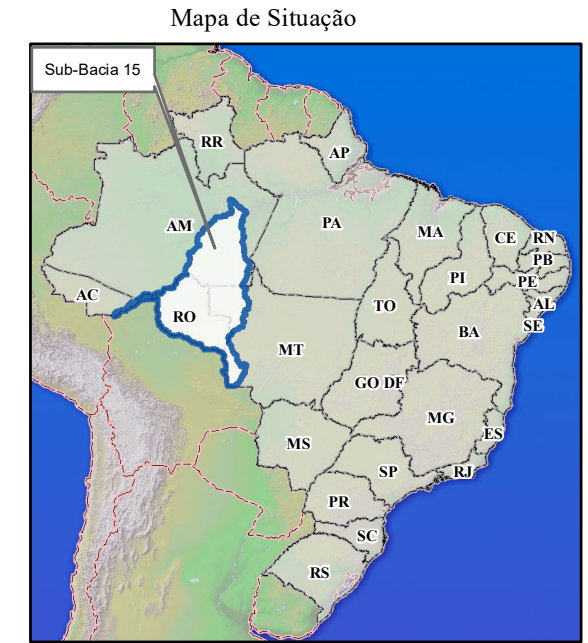 Mapa de Situação
Sub-Bacia 15
RR
AP
AM
PA
MA
CE
RN
PB
PI
PE
AC
TO
AL
RO
SE
BA
MT
GO DF
MG
ES
MS
SP
RJ
PR
SC
RS